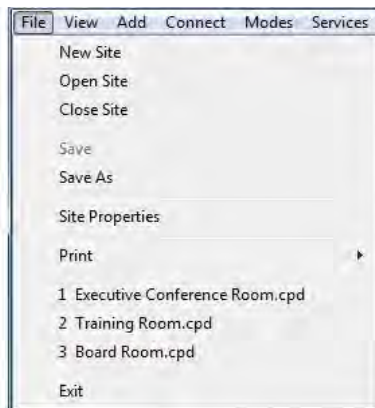 File View Add Connect Modes Services
New Site
Open Site
Close Site
Save
Save As
Site Properties
Print
1 Executive Conference Room.cpd
2 Training Room.cpd
3 Board Room.cpd
Exit